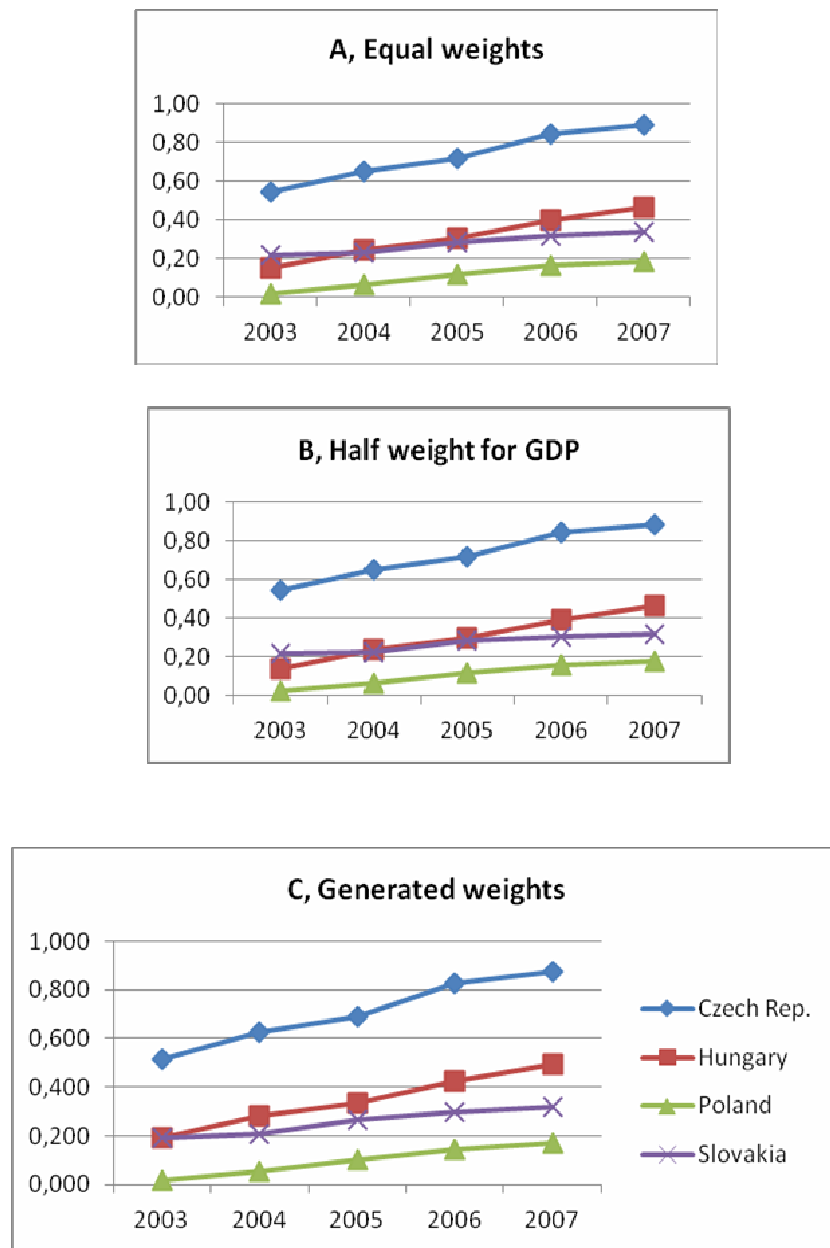 A, Equal weights
1,00
0,80
0,60
0,40
0,20
0,00
2003 2004 2005 2006 2007
B, Half weight for GDP
1,00
0,80
0,60
0,40
0,20
0,00
2003 2004 2005 2006 2007
C, Generated weights
1,000
0,800
0,600
0,400
0,200
0,000
2003 2004 2005 2006 2007
Czech Rep.
Hungary
Poland
Slovakia